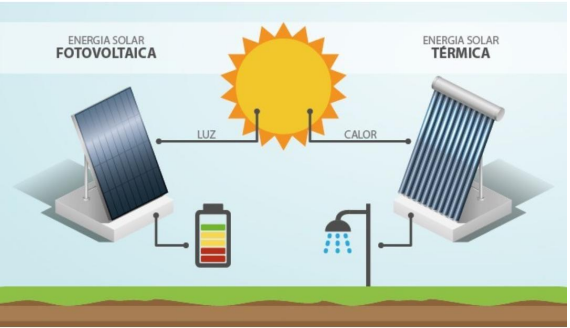 ENERGIA SOLAR
FOTOVOLTAICA
ENERGIA SOLAR
TÉRMICA
LUZ
CALOR